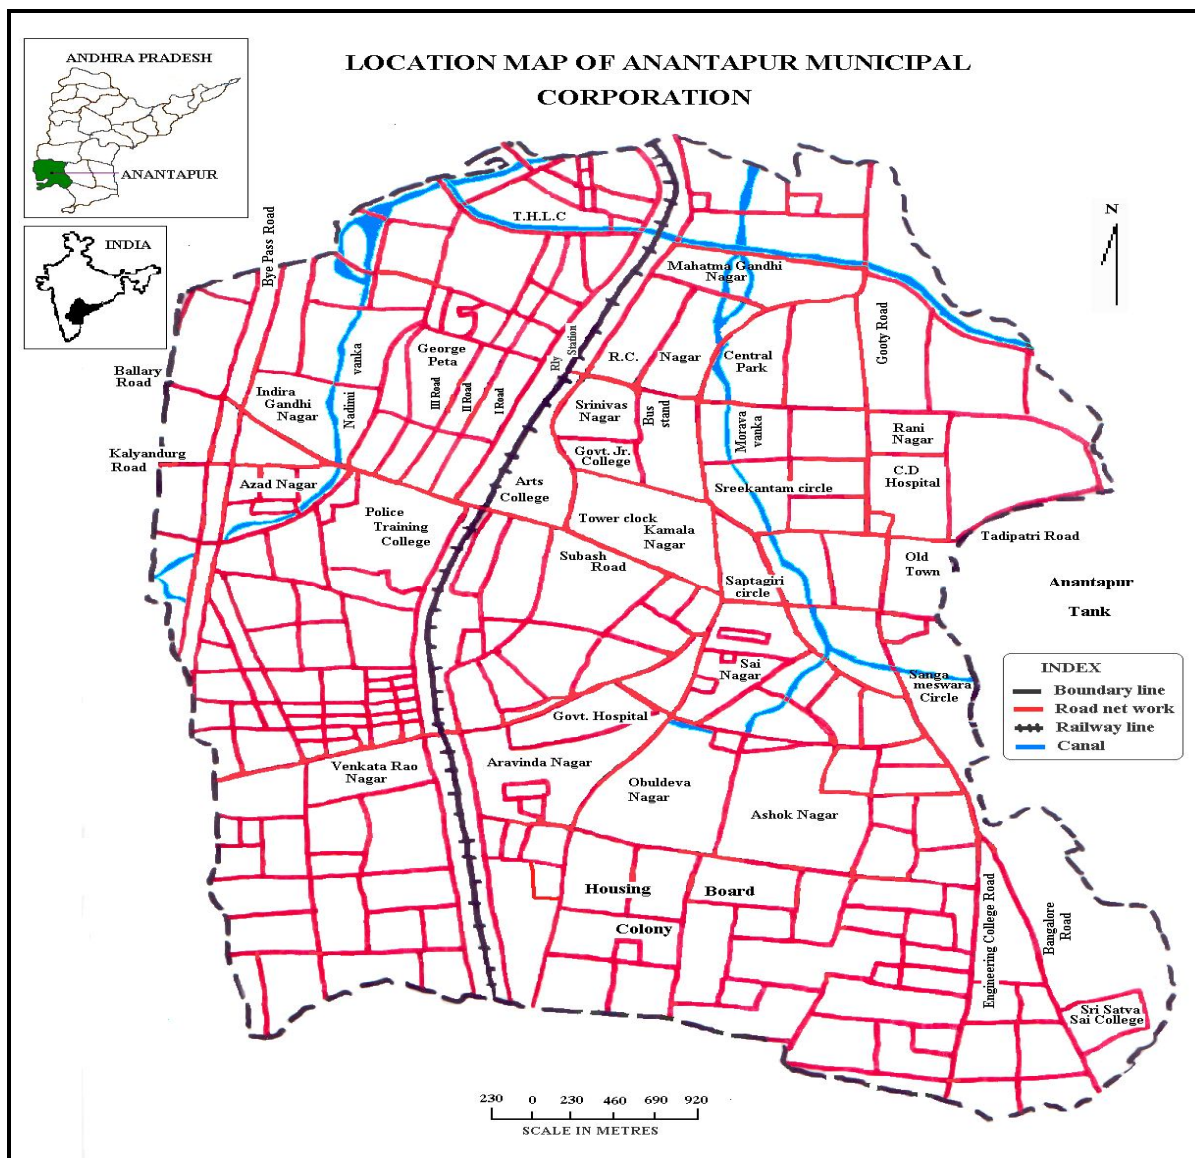 LOCATION MAP OF ANANTAPUR MUNICIPAL
CORPORATION
ANDHRA PRADESH
ANANTAPUR
INDIA
N
Bye Pass Road
T.H.L.C
Mahatma Gandhi
Nagar
Gooty Road
Ballary
Road
Indira
Gandhi
Nagar
Nadimi
vanka
George
Peta
III Road
II Road
I Road
Rly
Station
R.C.
Nagar
Central
Park
Srinivas
Nagar
Bus
stand
Morava
vanka
Rani
Nagar
Kalyandurg
Road
Govt. Jr.
College
C.D
Hospital
Azad Nagar
Arts
College
Sreekantam circle
Police
Training
College
Tower clock
Kamala
Nagar
Tadipatri Road
Subash
Road
Old
Town
Saptagiri
circle
Anantapur
Tank
Sai
Nagar
Sanga
meswara
Circle
INDEX
Boundary line
Road net work
Railway line
Canal
Govt. Hospital
Venkata Rao
Nagar
Aravinda Nagar
Obuldeva
Nagar
Ashok Nagar
Housing
Board
Colony
Engineering College Road
Bangalore
Road
Sri Satva
Sai College
230 0 230 460 690 920
SCALE IN METRES